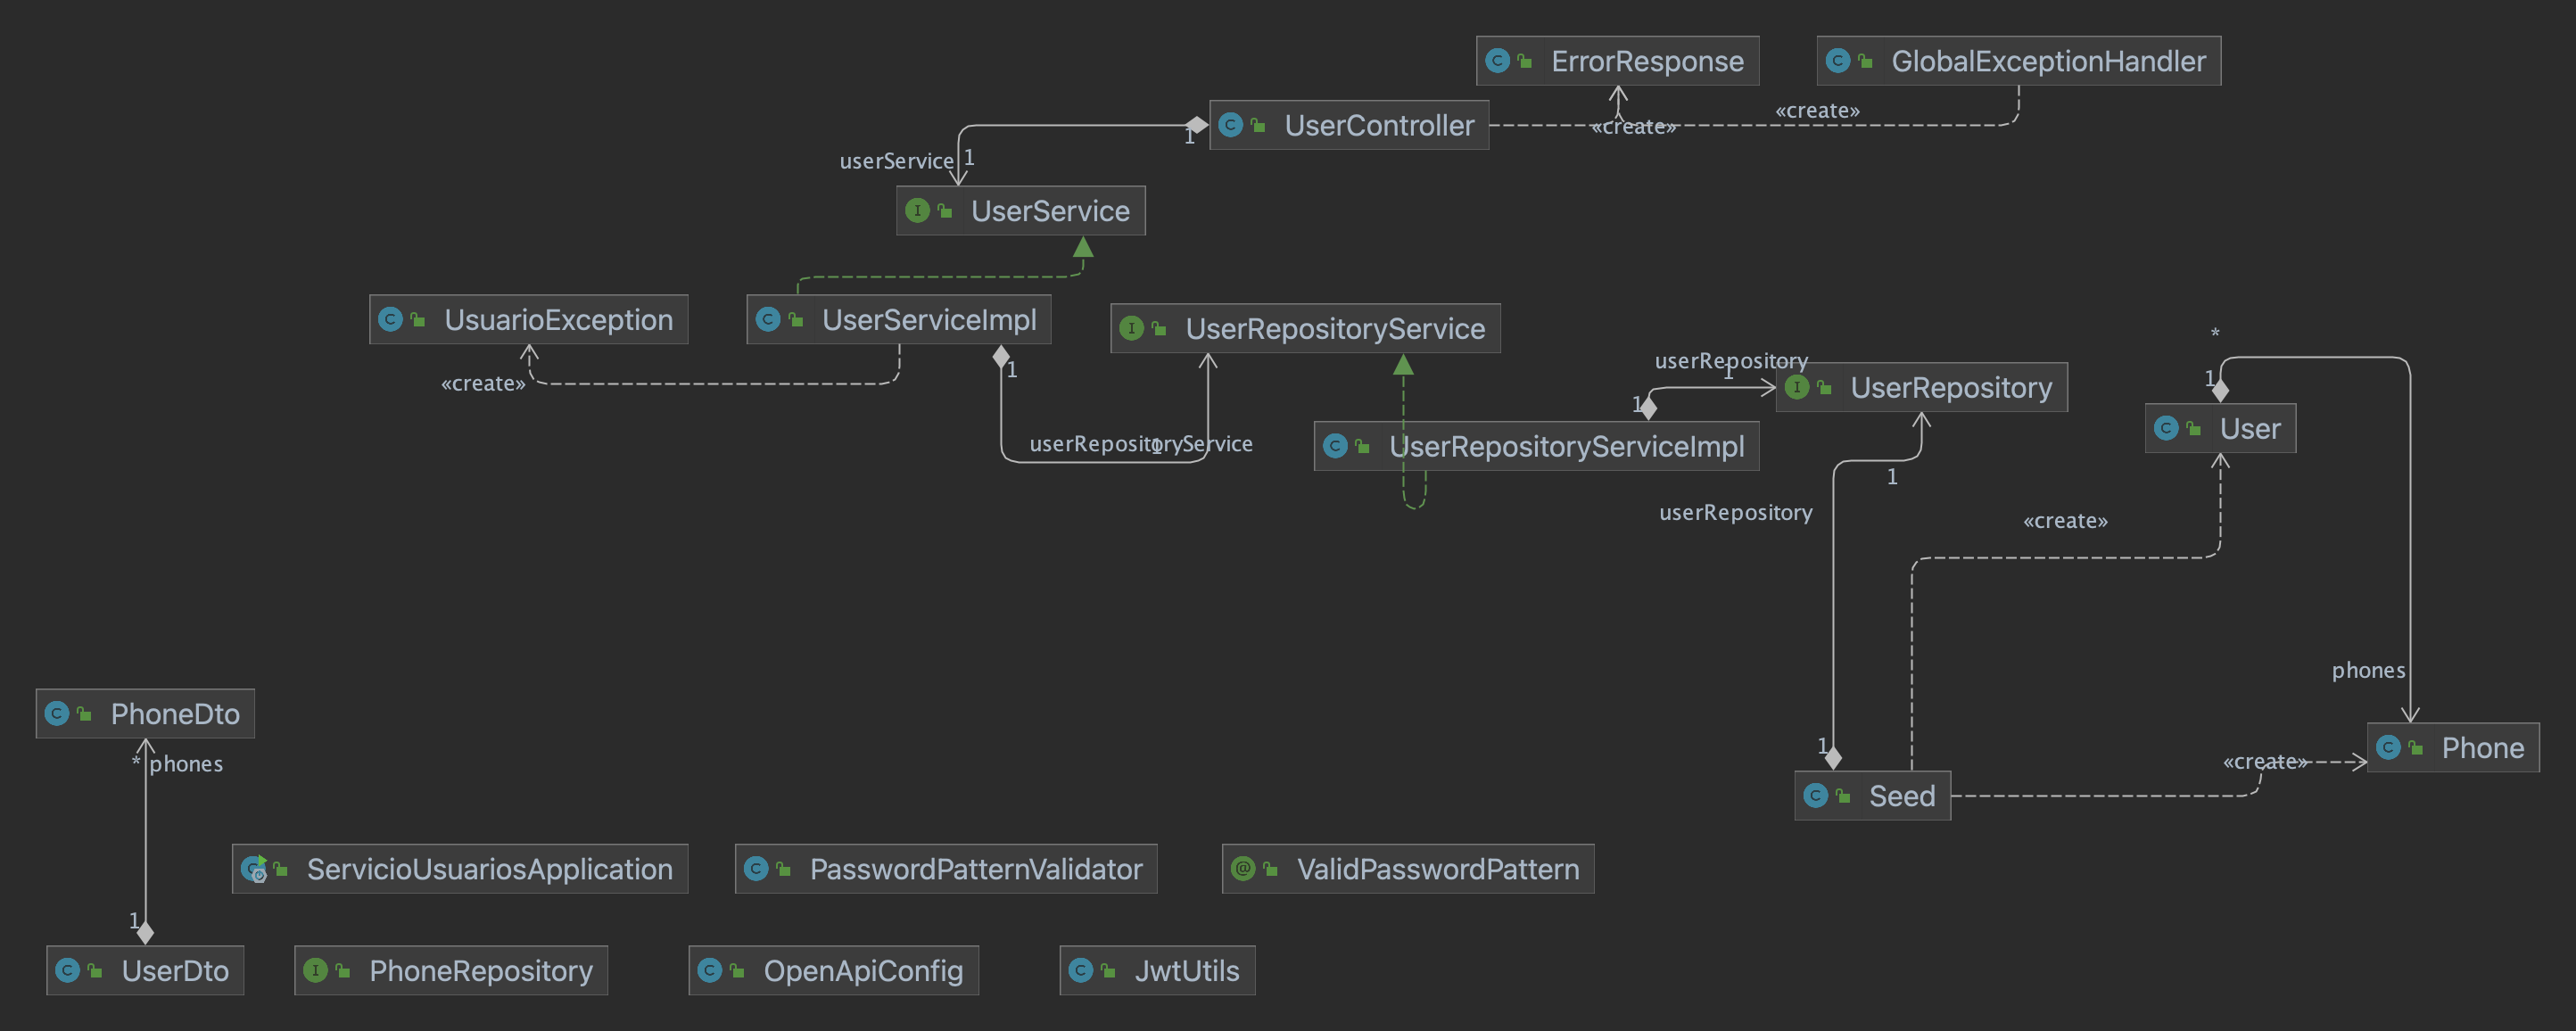 ErrorResponse
GlobalExceptionHandler
«create»
UserController
«create»
1
userService
1
UserService
UsuarioException
UserServiceImpl
UserRepositoryService
*
userRepository
1
1
«create»
1
UserRepository
1
User
1
userRepositoryService
1
UserRepositoryServiceImpl
1
userRepository
«create»
phones
PhoneDto
* phones
Phone
1
«create»
Seed
ServicioUsuariosApplication
PasswordPatternValidator
ValidPasswordPattern
1
UserDto
PhoneRepository
OpenApiConfig
JwtUtils